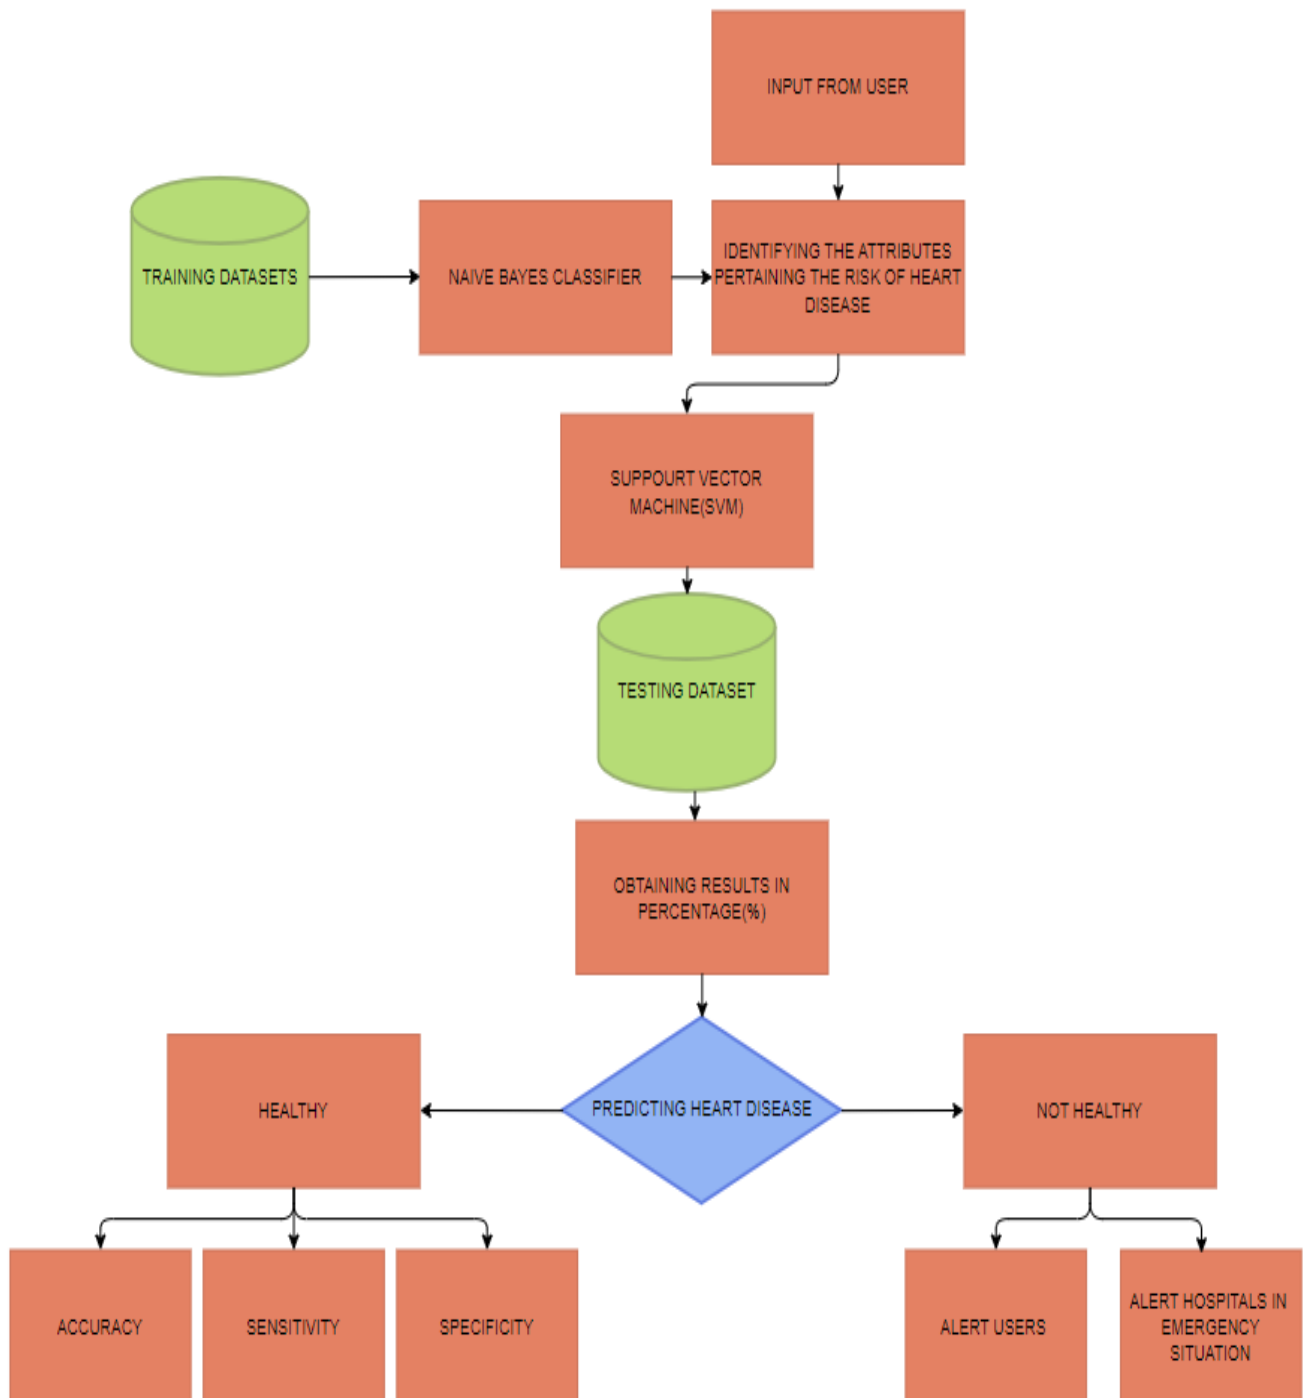 INPUT FROM USER
TRAINING DATASETS
NAIVE BAYES CLASSIFIER
IDENTIFYING THE ATTRIBUTES
PERTAINING THE RISK OF HEART
DISEASE
SUPPOURT VECTOR
MACHINE(SVM)
TESTING DATASET
OBTAINING RESULTS IN
PERCENTAGE(%)
HEALTHY
PREDICTING HEART DISEASE
NOT HEALTHY
ACCURACY
SENSITIVITY
SPECIFICITY
ALERT USERS
ALERT HOSPITALS IN
EMERGENCY
SITUATION